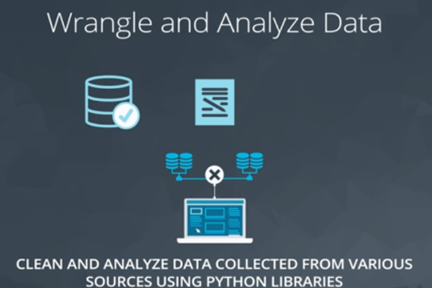 Wrangle and Analyze Data
CLEAN AND ANALYZE DATA COLLECTED FROM VARIOUS
SOURCES USING PYTHON LIBRARIES